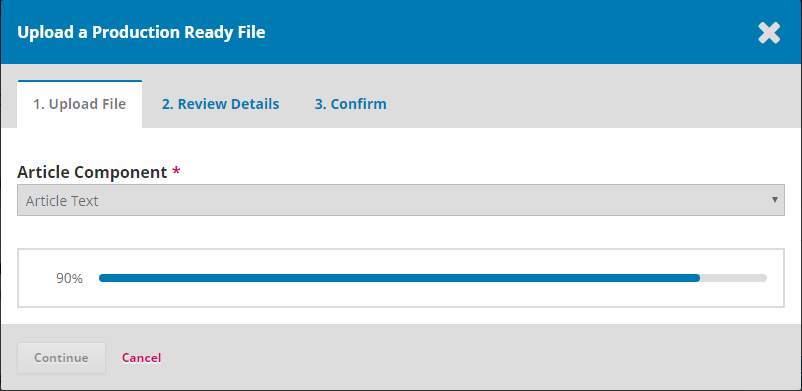 Upload a Production Ready File
1. Upload File 2. Review Details 3. Confirm
Article Component *
Article Text
90%
Continue Cancel